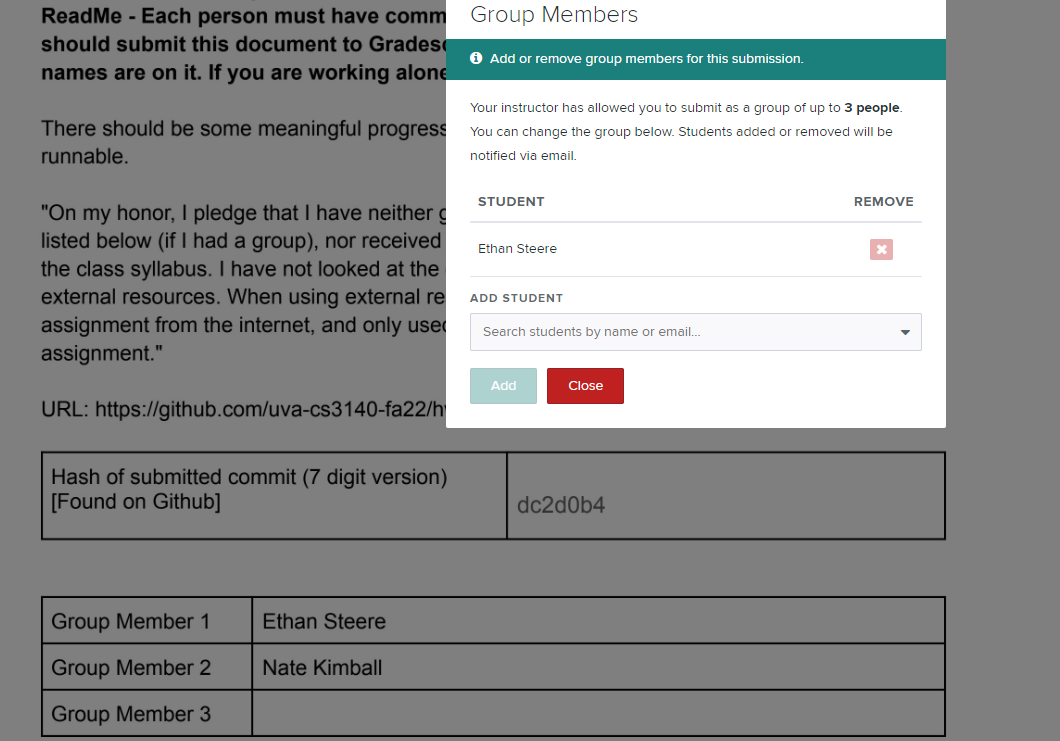 ReadMe - Each person must have comm
should submit this document to Gradesc
names are on it. If you are working alone
There should be some meaningful progress
runnable.
"On my honor, I pledge that I have neither g
listed below (if I had a group), nor received
the class syllabus. I have not looked at the
external resources. When using external re
assignment from the internet, and only used
assignment."
URL: https://github.com/uva-cs3140-fa22/h
Group Members
Add or remove group members for this submission.
Your instructor has allowed you to submit as a group of up to 3 people.
You can change the group below. Students added or removed will be
notified via email.
STUDENT REMOVE
Ethan Steere
ADD STUDENT
Search students by name or email...
Add Close
Hash of submitted commit (7 digit version)
[Found on Github]
dc2d0b4
Group Member 1 Ethan Steere
Group Member 2 Nate Kimball
Group Member 3